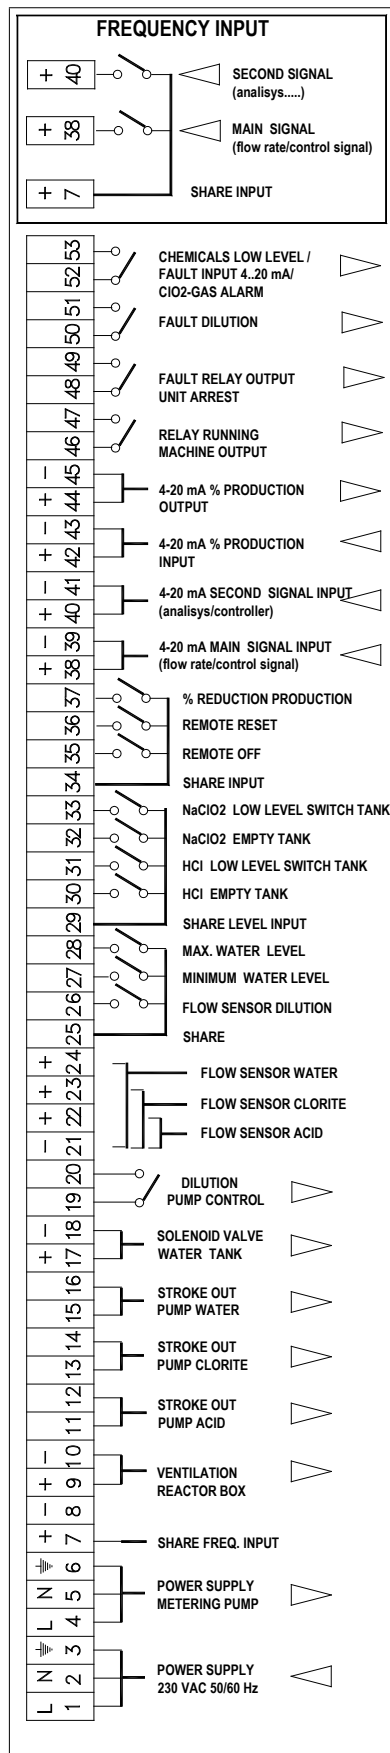 FREQUENCY INPUT
+ 40 SECOND SIGNAL
(analisys.....)
+ 38 MAIN SIGNAL
(flow rate/control signal)
+ 7 SHARE INPUT
53 CHEMICALS LOW LEVEL /
52 FAULT INPUT 4..20 mA/
ClO2-GAS ALARM
51
50 FAULT DILUTION
49
48 FAULT RELAY OUTPUT
UNIT ARREST
47
46 RELAY RUNNING
MACHINE OUTPUT
- 45 4-20 mA % PRODUCTION
+ 44 OUTPUT
- 43 4-20 mA % PRODUCTION
+ 42 INPUT
- 41 4-20 mA SECOND SIGNAL INPUT
+ 40 (analisys/controller)
- 39 4-20 mA MAIN SIGNAL INPUT
+ 38 (flow rate/control signal)
37 % REDUCTION PRODUCTION
36 REMOTE RESET
35 REMOTE OFF
34 SHARE INPUT
33 NaClO2 LOW LEVEL SWITCH TANK
32 NaClO2 EMPTY TANK
31 HCl LOW LEVEL SWITCH TANK
30 HCl EMPTY TANK
29 SHARE LEVEL INPUT
28 MAX. WATER LEVEL
27 MINIMUM WATER LEVEL
26 FLOW SENSOR DILUTION
25 SHARE
+ 24 FLOW SENSOR WATER
+ 23 FLOW SENSOR CLORITE
+ 22 FLOW SENSOR ACID
- 21
20 DILUTION
19 PUMP CONTROL
- 18 SOLENOID VALVE
+ 17 WATER TANK
16 STROKE OUT
15 PUMP WATER
14 STROKE OUT
13 PUMP CLORITE
12 STROKE OUT
11 PUMP ACID
- 10 VENTILATION
+ 9 REACTOR BOX
- 8
+ 7 SHARE FREQ. INPUT
6
N 5 POWER SUPPLY
L 4 METERING PUMP
3
N 2 POWER SUPPLY
L 1 230 VAC 50/60 Hz